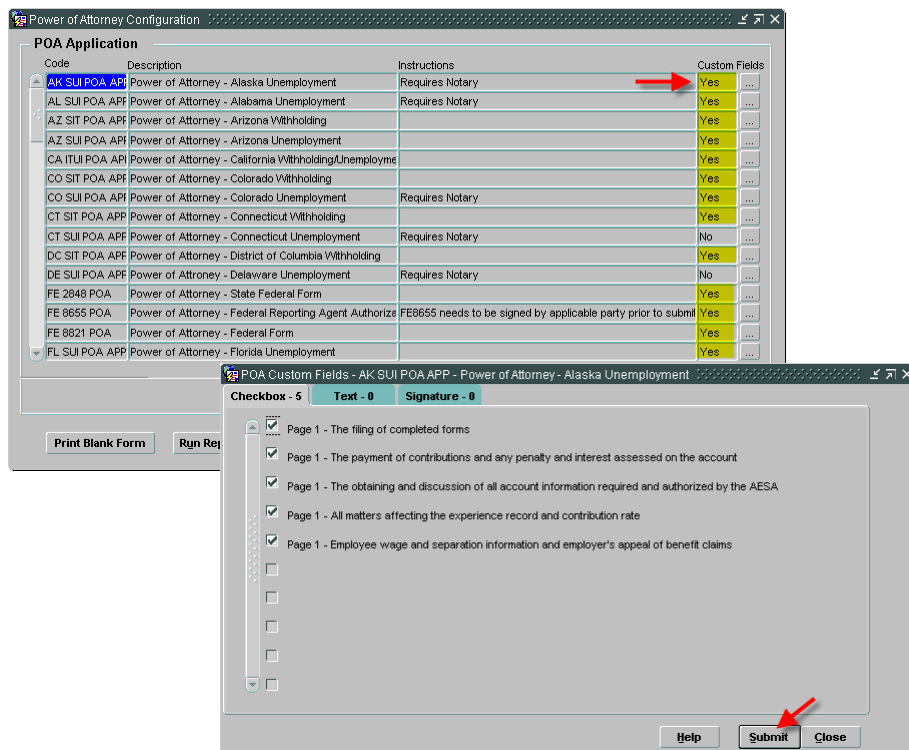 Power of Attorney Configuration
POA Application
Code Description Instructions Custom Fields
AK SUI POA APP Power of Attorney - Alaska Unemployment Requires Notary Yes ...
AL SUI POA APP Power of Attorney - Alabama Unemployment Requires Notary Yes ...
AZ SIT POA APP Power of Attorney - Arizona Withholding Yes ...
AZ SUI POA APP Power of Attorney - Arizona Unemployment Yes ...
CA ITUI POA APP Power of Attorney - California Withholding/Unemployme Yes ...
CO SIT POA APP Power of Attorney - Colorado Withholding Yes ...
CO SUI POA APP Power of Attorney - Colorado Unemployment Requires Notary Yes ...
CT SIT POA APP Power of Attorney - Connecticut Withholding Yes ...
CT SUI POA APP Power of Attorney - Connecticut Unemployment Requires Notary No ...
DC SIT POA APP Power of Attorney - District of Columbia Withholding Yes ...
DE SUI POA APP Power of Attorney - Delaware Unemployment Requires Notary No ...
FE 2848 POA Power of Attorney - State Federal Form Yes ...
FE 8655 POA Power of Attorney - Federal Reporting Agent Authoriza FE8655 needs to be signed by applicable party prior to submit Yes ...
FE 8821 POA Power of Attorney - Federal Form Yes ...
FL SUI POA APP Power of Attorney - Florida Unemployment Yes ...
Print Blank Form Run Rep
POA Custom Fields - AK SUI POA APP - Power of Attorney - Alaska Unemployment
Checkbox - 5 Text - 0 Signature - 0
Page 1 - The filing of completed forms
Page 1 - The payment of contributions and any penalty and interest assessed on the account
Page 1 - The obtaining and discussion of all account information required and authorized by the AESA
Page 1 - All matters affecting the experience record and contribution rate
Page 1 - Employee wage and separation information and employer's appeal of benefit claims
Help Submit Close